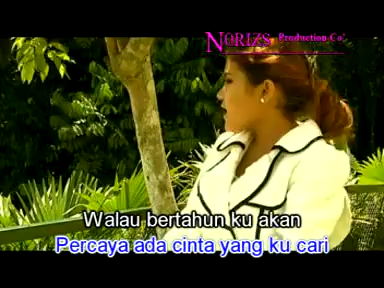 NORIZS Production Co'
Walau bertahun ku akan
Percaya ada cinta yang ku cari